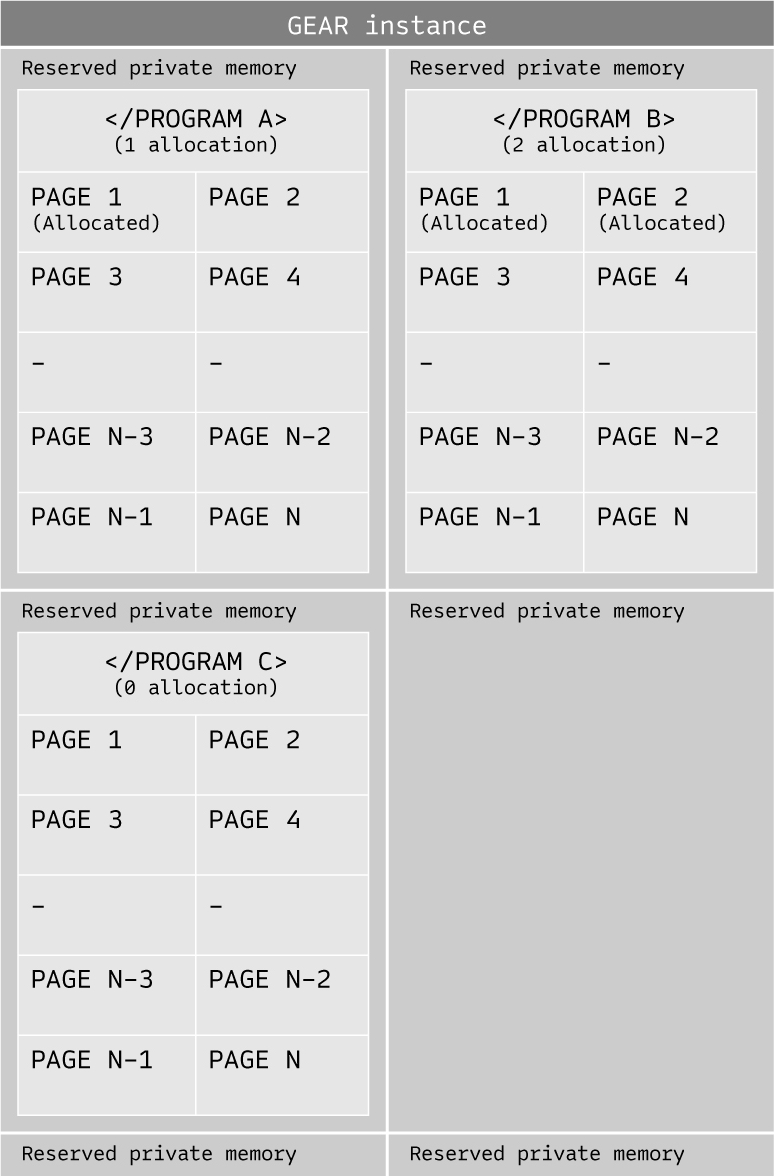 GEAR instance
Reserved private memory
</PROGRAM A>
(1 allocation)
PAGE 1
(Allocated)
PAGE 2
PAGE 3
PAGE 4
–
–
PAGE N–3
PAGE N–2
PAGE N–1
PAGE N
Reserved private memory
</PROGRAM B>
(2 allocation)
PAGE 1
(Allocated)
PAGE 2
(Allocated)
PAGE 3
PAGE 4
–
–
PAGE N–3
PAGE N–2
PAGE N–1
PAGE N
Reserved private memory
</PROGRAM C>
(0 allocation)
PAGE 1
PAGE 2
PAGE 3
PAGE 4
–
–
PAGE N–3
PAGE N–2
PAGE N–1
PAGE N
Reserved private memory
Reserved private memory
Reserved private memory